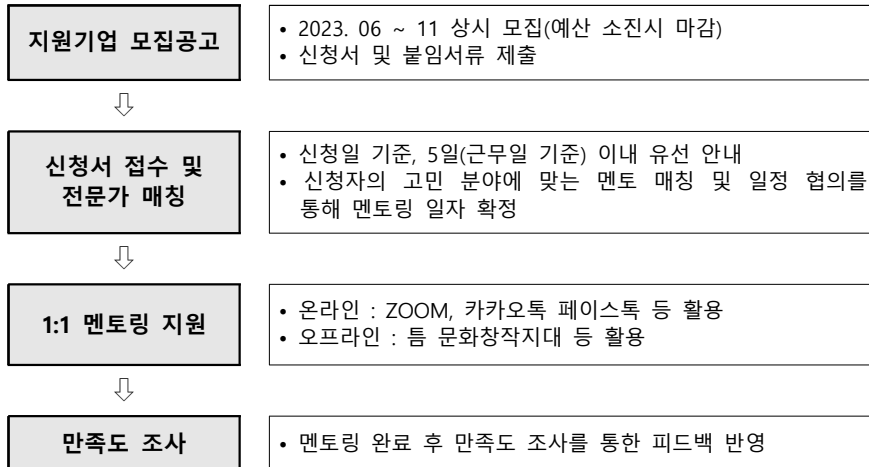 지원기업 모집공고
• 2023. 06 ~ 11 상시 모집(예산 소진시 마감)
• 신청서 및 붙임서류 제출
신청서 접수 및
전문가 매칭
• 신청일 기준, 5일(근무일 기준) 이내 유선 안내
• 신청자의 고민 분야에 맞는 멘토 매칭 및 일정 협의를
통해 멘토링 일자 확정
1:1 멘토링 지원
• 온라인 : ZOOM, 카카오톡 페이스톡 등 활용
• 오프라인 : 틈 문화창작지대 등 활용
만족도 조사
• 멘토링 완료 후 만족도 조사를 통한 피드백 반영